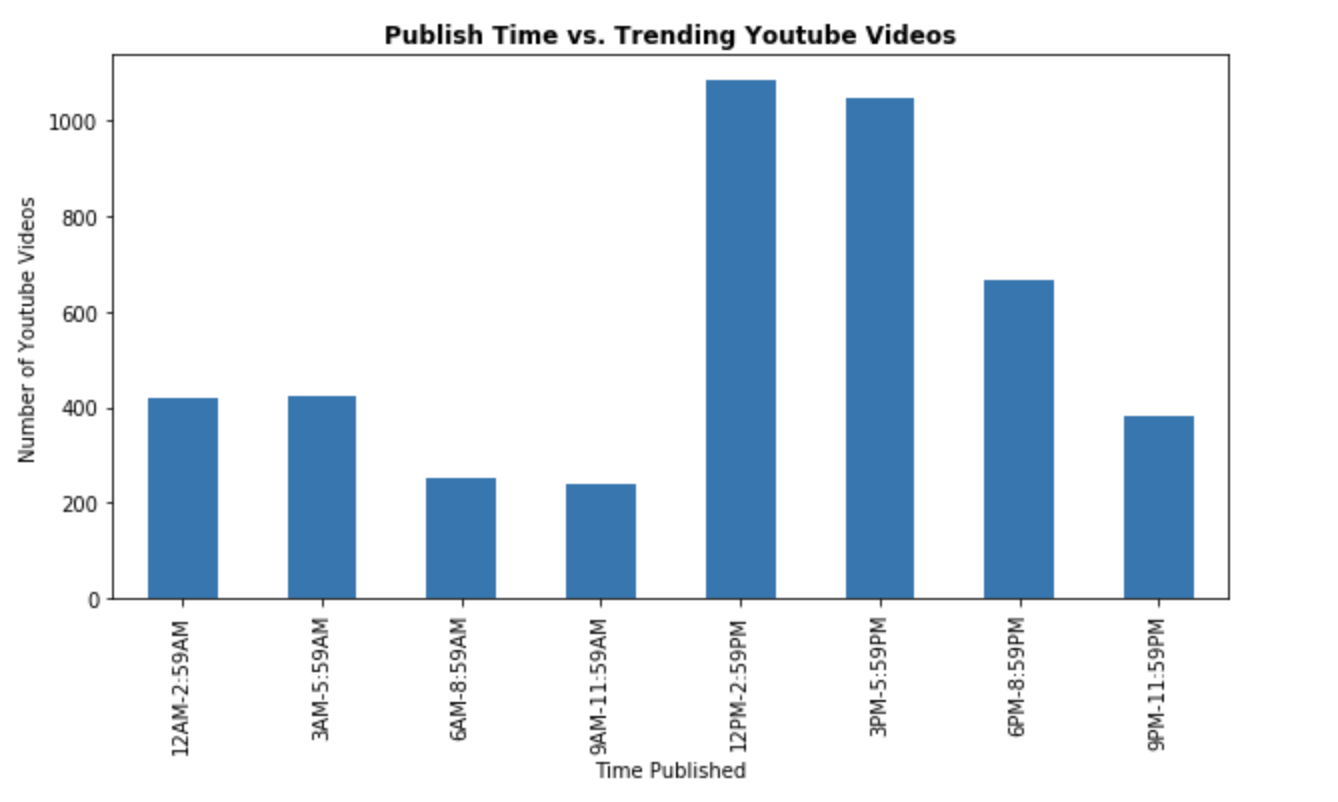 Publish Time vs. Trending Youtube Videos
Number of Youtube Videos
1000
800
600
400
200
0
12AM-2:59AM
3AM-5:59AM
6AM-8:59AM
9AM-11:59AM
12PM-2:59PM
3PM-5:59PM
6PM-8:59PM
9PM-11:59PM
Time Published